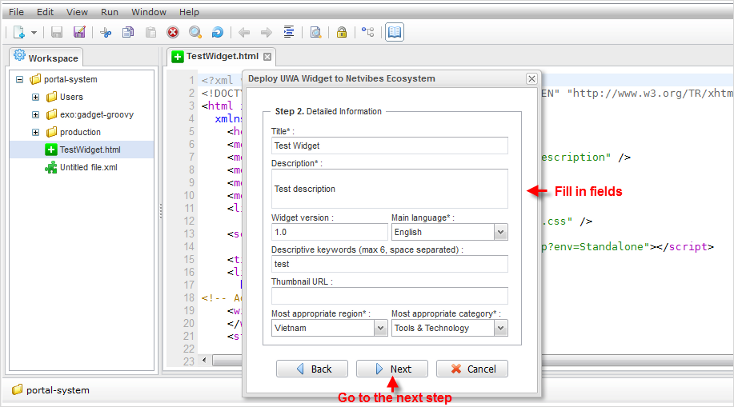 File Edit View Run Window Help
Workspace
TestWidget.html
portal-system
Users
exo:gadget-groovy
production
TestWidget.html
Untitled file.xml
1 <?xml
2 <!DOCTY EN" "http://www.w3.org/TR/xhtm
3 <html
4 xmlns
5 <he
6 <me
7 <me escription" />
8 <me
9 <me
10 <me
11 <li
12 .css" />
13 <sc
14 p?env=Standalone"></script>
15 <ti
16 <li
17
18 <!-- Ac
19 <wi
20 </w
21 <st
22
23
Deploy UWA Widget to Netvibes Ecosystem
Step 2. Detailed Information
Title* :
Test Widget
Description* :
Test description
Widget version : Main language* :
1.0 English
Descriptive keywords (max 6, space separated) :
test
Thumbnail URL :
Most appropriate region* : Most appropriate category* :
Vietnam Tools & Technology
Back Next Cancel
Fill in fields
Go to the next step
portal-system